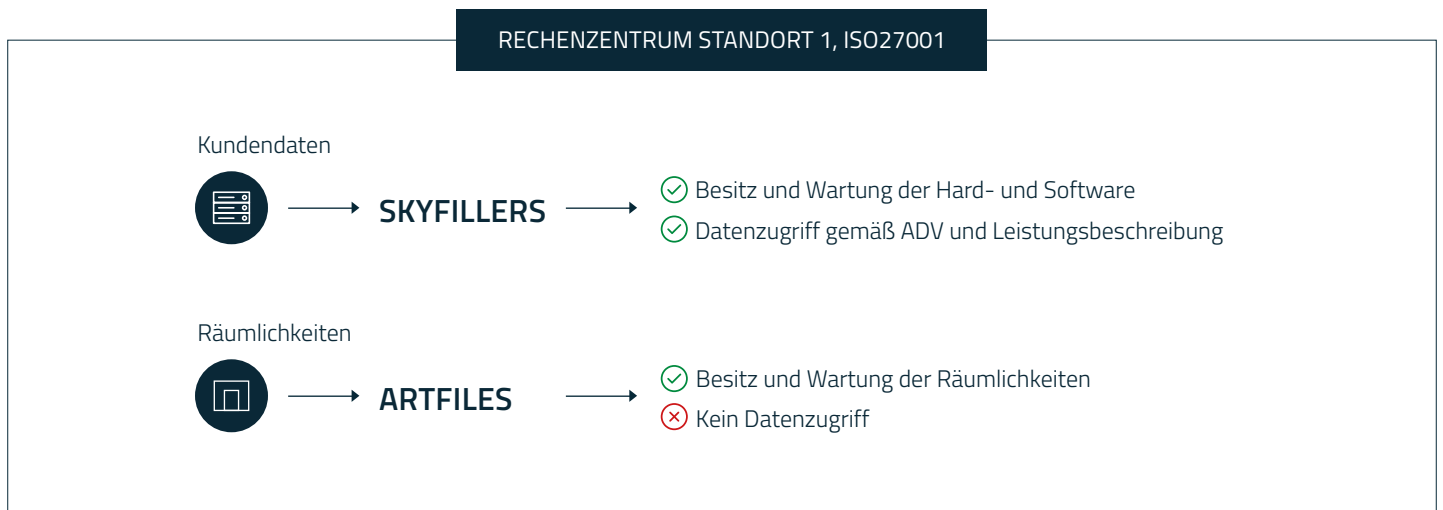 RECHENZENTRUM STANDORT 1, ISO27001
Kundendaten
SKYFILLERS
Besitz und Wartung der Hard- und Software
Datenzugriff gemäß ADV und Leistungsbeschreibung
Räumlichkeiten
ARTFILES
Besitz und Wartung der Räumlichkeiten
Kein Datenzugriff